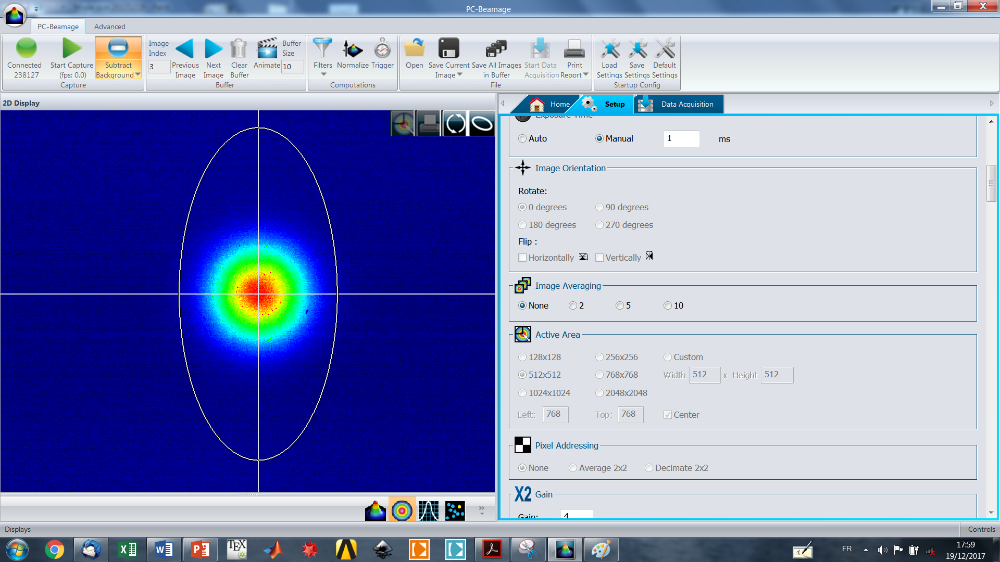 PC-Beamage
PC-Beamage Advanced
Connected 238127
Start Capture (fps: 0.0)
Subtract Background
Capture
Image Index
3
Previous Image
Next Image
Clear Buffer
Animate
Buffer Size
10
Buffer
Filters
Normalize
Trigger
Computations
Open
Save Current Image
Save All Images in Buffer
Start Data Acquisition
Print Report
File
Load Settings
Save Settings
Default Settings
Startup Config
2D Display
Home
Setup
Data Acquisition
Exposure Time
Auto Manual 1 ms
Image Orientation
Rotate:
0 degrees 90 degrees
180 degrees 270 degrees
Flip :
Horizontally Vertically
Image Averaging
None 2 5 10
Active Area
128x128 256x256 Custom
512x512 768x768 Width 512 x Height 512
1024x1024 2048x2048
Left: 768 Top: 768 Center
Pixel Addressing
None Average 2x2 Decimate 2x2
X2 Gain
Gain: 4
Displays
Controls
TEX
FR
17:59
19/12/2017